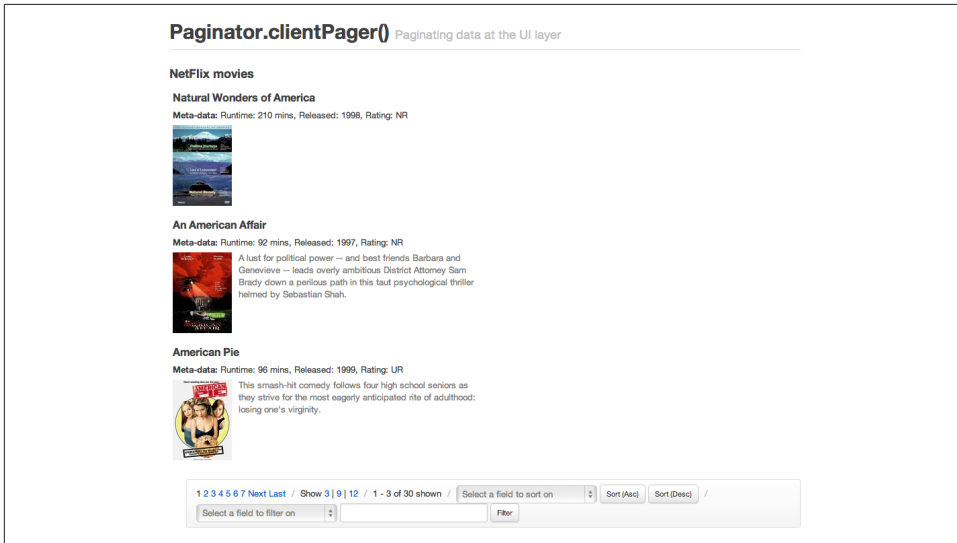 Paginator.clientPager() Paginating data at the UI layer
NetFlix movies
Natural Wonders of America
Meta-data: Runtime: 210 mins, Released: 1998, Rating: NR
An American Affair
Meta-data: Runtime: 92 mins, Released: 1997, Rating: NR
A lust for political power -- and best friends Barbara and
Genevieve -- leads overly ambitious District Attorney Sam
Brady down a perilous path in this taut psychological thriller
helmed by Sebastian Shah.
American Pie
Meta-data: Runtime: 96 mins, Released: 1999, Rating: UR
AMERICAN
PIE
This smash-hit comedy follows four high school seniors as
they strive for the most eagerly anticipated rite of adulthood:
losing one's virginity.
1 2 3 4 5 6 7 Next Last / Show 3 | 9 | 12 / 1 - 3 of 30 shown / Select a field to sort on Sort (Asc) Sort (Desc) /
Select a field to filter on Filter